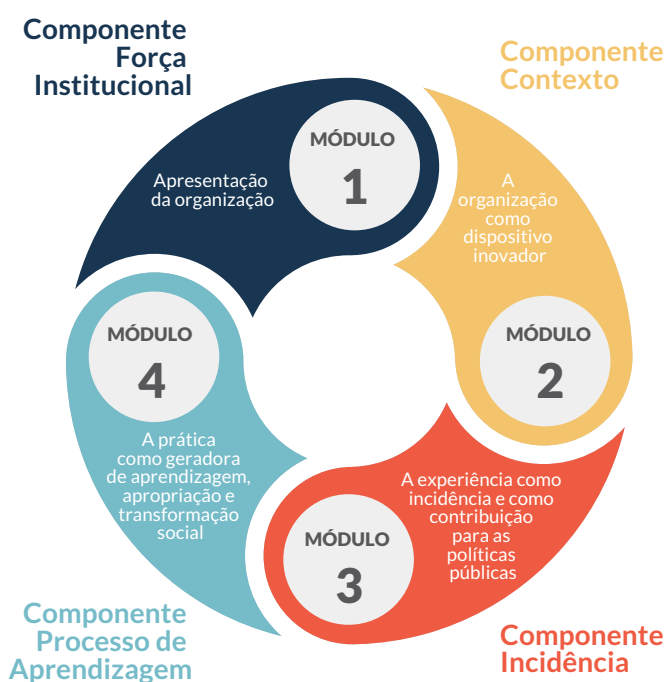 Componente
Força
Institucional
MÓDULO
1
Apresentação
da organização
Componente
Contexto
A
organização
como
dispositivo
inovador
MÓDULO
2
A experiência como
incidência e como
contribuição
para as
políticas
públicas
MÓDULO
3
Componente
Incidência
MÓDULO
4
A prática
como geradora
de aprendizagem,
apropriação e
transformação
social
Componente
Processo de
Aprendizagem